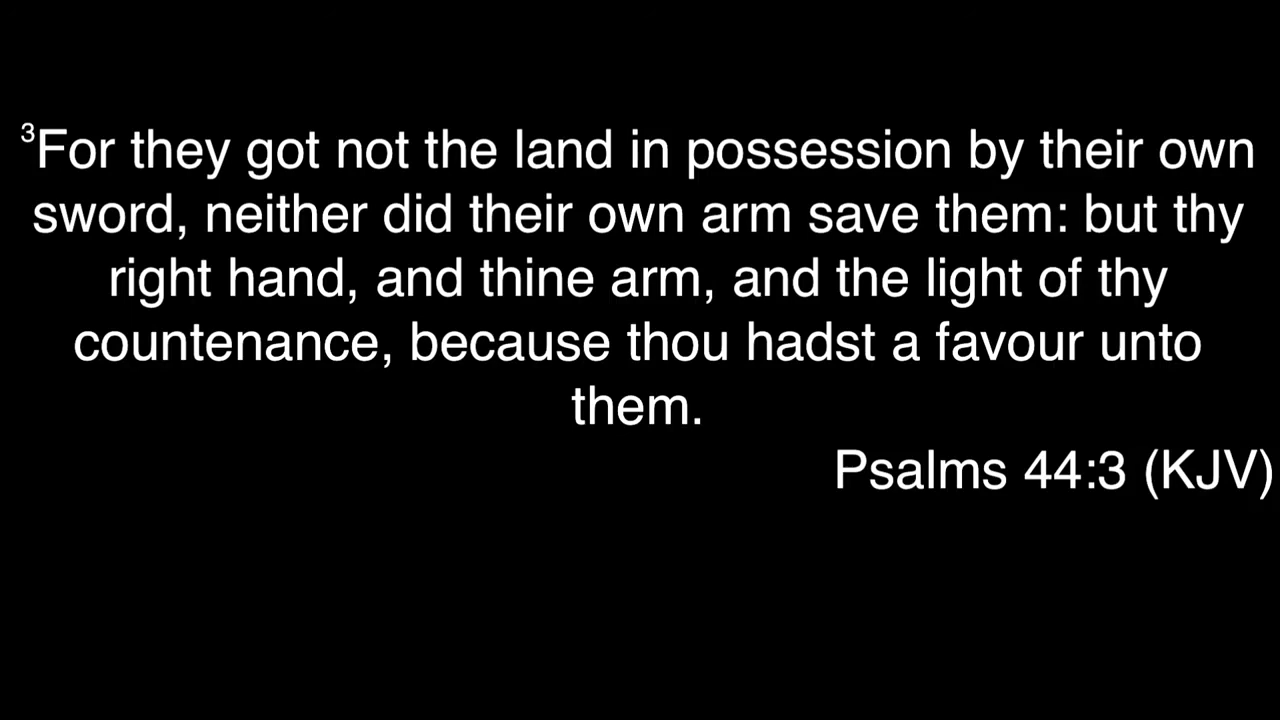 ³For they got not the land in possession by their own
sword, neither did their own arm save them: but thy
right hand, and thine arm, and the light of thy
countenance, because thou hadst a favour unto
them.
Psalms 44:3 (KJV)